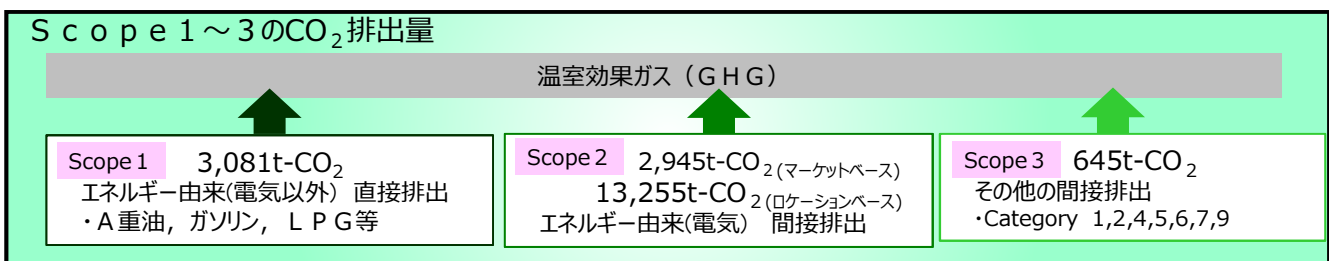 Ｓｃｏｐｅ１～３のCO₂排出量
温室効果ガス（ＧＨＧ）
Scope 1 3,081t-CO₂
エネルギー由来(電気以外) 直接排出
・Ａ重油, ガソリン, ＬＰＧ等
Scope 2 2,945t-CO₂(マーケットベース)
13,255t-CO₂(ロケーションベース)
エネルギー由来(電気) 間接排出
Scope 3 645t-CO₂
その他の間接排出
・Category 1,2,4,5,6,7,9